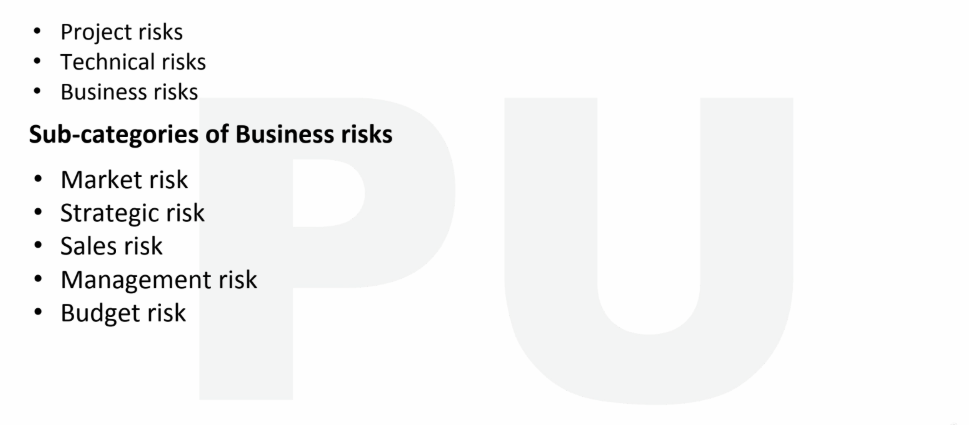 • Project risks
• Technical risks
• Business risks
Sub-categories of Business risks
• Market risk
• Strategic risk
• Sales risk
• Management risk
• Budget risk
PU